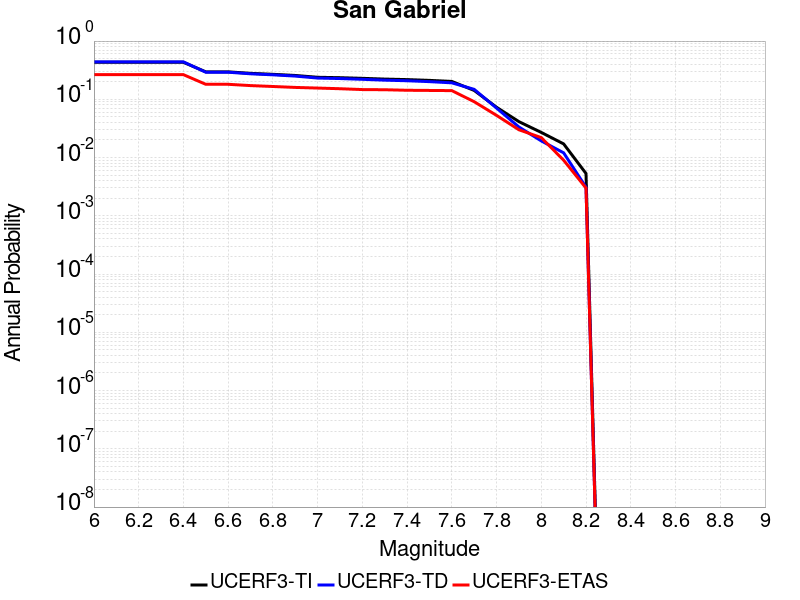 San Gabriel
10^0
10^-1
10^-2
10^-3
10^-4
10^-5
10^-6
10^-7
10^-8
Annual Probability
6 6.2 6.4 6.6 6.8 7 7.2 7.4 7.6 7.8 8 8.2 8.4 8.6 8.8 9
Magnitude
UCERF3-TI UCERF3-TD UCERF3-ETAS